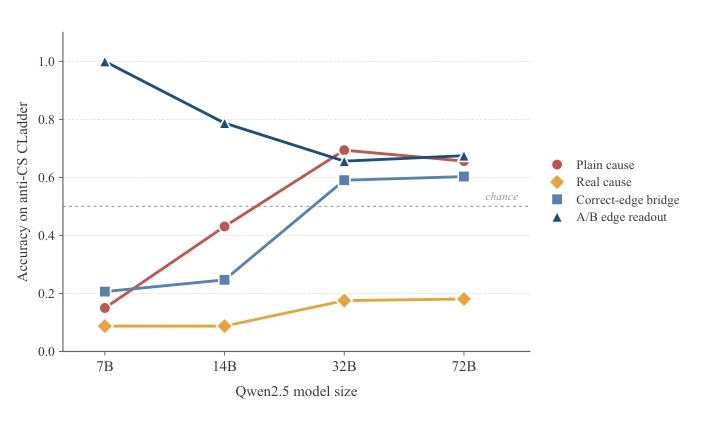 1.0
0.8
0.6
0.4
0.2
0.0
Accuracy on anti-CS CLadder
chance
7B
14B
32B
72B
Qwen2.5 model size
Plain cause
Real cause
Correct-edge bridge
A/B edge readout